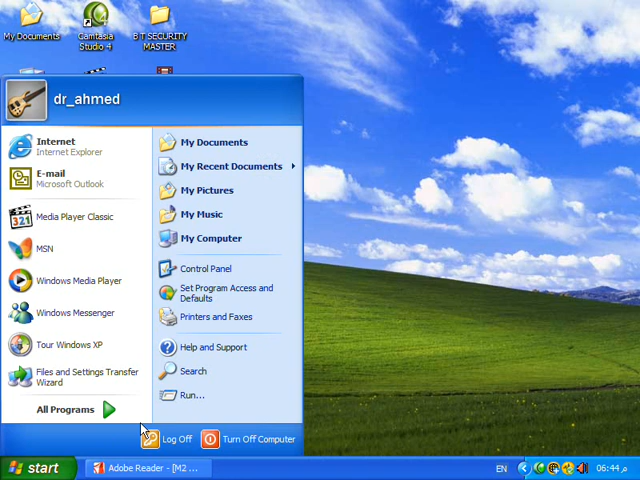 My Documents
Camtasia
Studio 4
B T SECURITY
MASTER
dr_ahmed
Internet
Internet Explorer
E-mail
Microsoft Outlook
Media Player Classic
MSN
Windows Media Player
Windows Messenger
Tour Windows XP
Files and Settings Transfer
Wizard
All Programs
My Documents
My Recent Documents
My Pictures
My Music
My Computer
Control Panel
Set Program Access and
Defaults
Printers and Faxes
Help and Support
Search
Run...
Log Off
Turn Off Computer
start
Adobe Reader - [M2 ...
EN
06:44 م
321